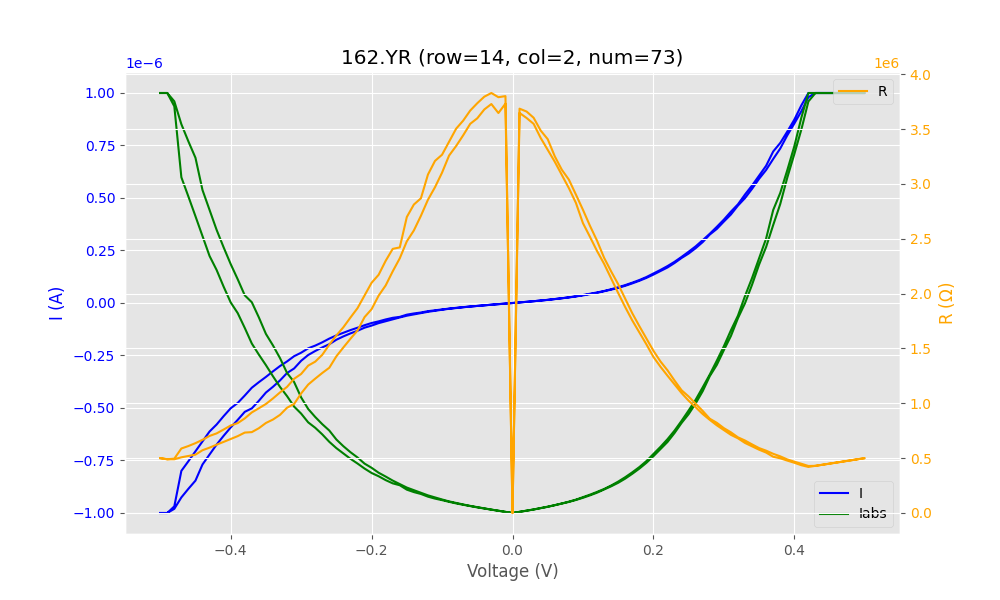 162.YR (row=14, col=2, num=73)
1e−6
1e6
1.00
0.75
0.50
0.25
0.00
−0.25
−0.50
−0.75
−1.00
I (A)
4.0
3.5
3.0
2.5
2.0
1.5
1.0
0.5
0.0
R (Ω)
R
I
Iabs
−0.4
−0.2
0.0
0.2
0.4
Voltage (V)